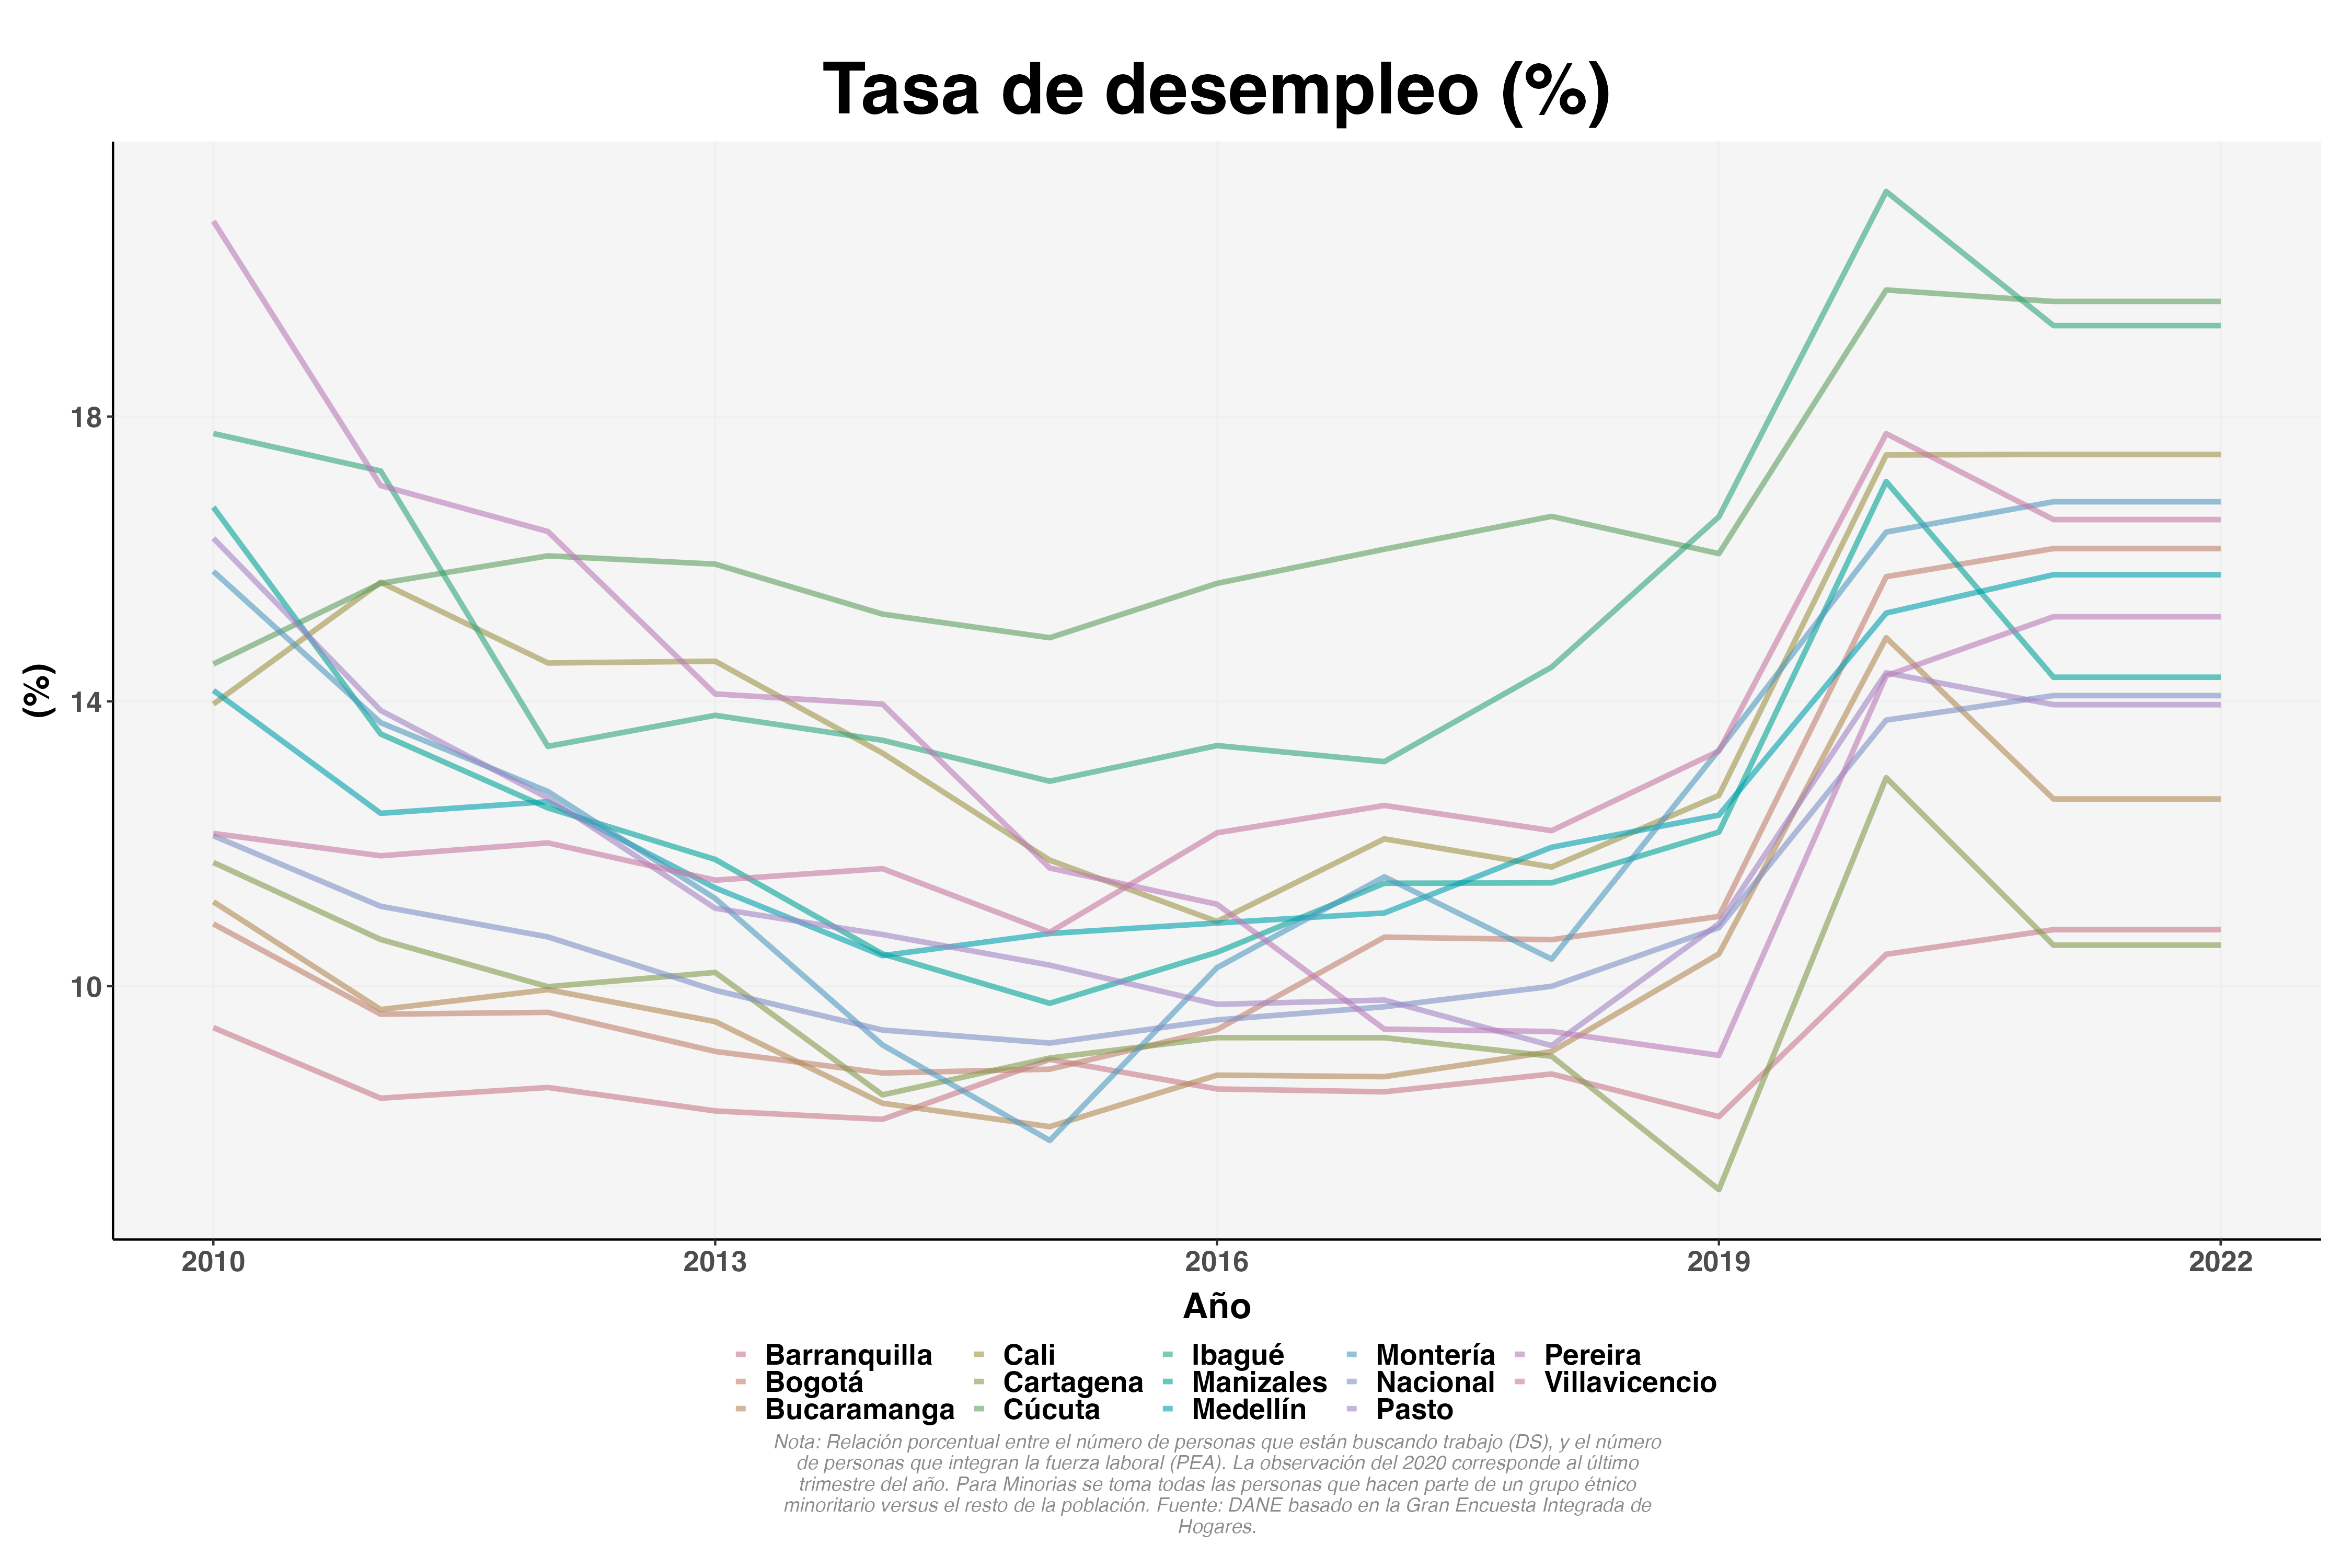 Tasa de desempleo (%)
(%)
18
14
10
2010 2013 2016 2019 2022
Año
Barranquilla Cali Ibagué Montería Pereira
Bogotá Cartagena Manizales Nacional Villavicencio
Bucaramanga Cúcuta Medellín Pasto
Nota: Relación porcentual entre el número de personas que están buscando trabajo (DS), y el número
de personas que integran la fuerza laboral (PEA). La observación del 2020 corresponde al último
trimestre del año. Para Minorias se toma todas las personas que hacen parte de un grupo étnico
minoritario versus el resto de la población. Fuente: DANE basado en la Gran Encuesta Integrada de
Hogares.